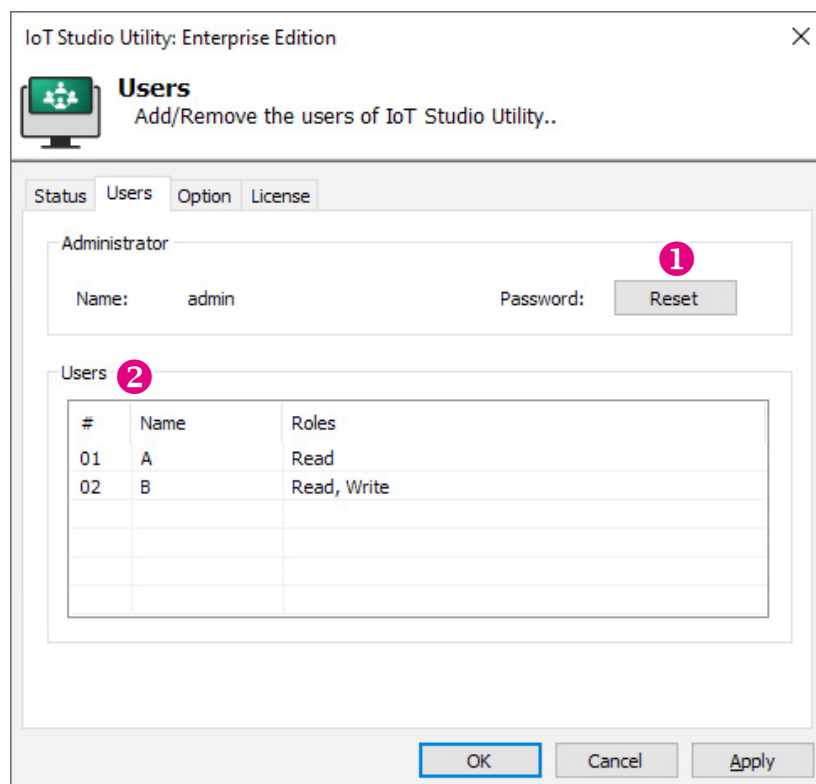 IoT Studio Utility: Enterprise Edition
Users
Add/Remove the users of IoT Studio Utility..
Status Users Option License
Administrator
1
Name: admin Password: Reset
Users 2
# Name Roles
01 A Read
02 B Read, Write
OK Cancel Apply